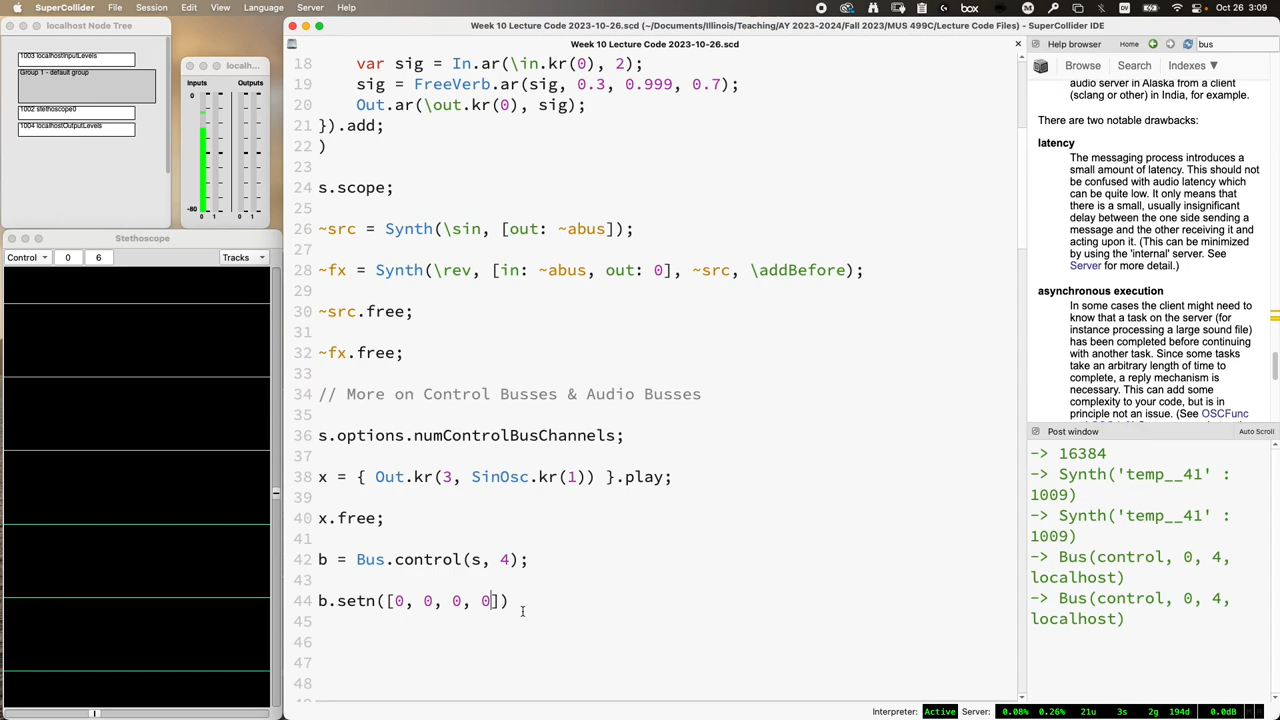 SuperCollider File Session Edit View Language Help
Oct 26 3:09
localhost Node Tree
1003 localhostInputLevels
Group 1 - default group
1002 stethoscope0
1004 localhostOutputLevels
localh...
Inputs Outputs
0
-80
0 1 0 1
Stethoscope
Control 0 6 Tracks
Week 10 Lecture Code 2023-10-26.scd (~/Documents/Illinois/Teaching/AY 2023-2024/Fall 2023/MUS 499C/Lecture Code Files) - SuperCollider IDE
Week 10 Lecture Code 2023-10-26.scd
18 var sig = In.ar(\in.kr(0), 2);
19 sig = FreeVerb.ar(sig, 0.3, 0.999, 0.7);
20 Out.ar(\out.kr(0), sig);
21 }).add;
22 )
23
24 s.scope;
25
26 ~src = Synth(\sin, [out: ~abus]);
27
28 ~fx = Synth(\rev, [in: ~abus, out: 0], ~src, \addBefore);
29
30 ~src.free;
31
32 ~fx.free;
33
34 // More on Control Busses & Audio Busses
35
36 s.options.numControlBusChannels;
37
38 x = { Out.kr(3, SinOsc.kr(1)) }.play;
39
40 x.free;
41
42 b = Bus.control(s, 4);
43
44 b.setn([0, 0, 0, 0])
45
46
47
48
Help browser Home bus
Browse Search Indexes ▼
audio server in Alaska from a client
(sclang or other) in India, for example.
There are two notable drawbacks:
latency
The messaging process introduces a
small amount of latency. This should not
be confused with audio latency which
can be quite low. It only means that
there is a small, usually insignificant
delay between the one side sending a
message and the other receiving it and
acting upon it. (This can be minimized
by using the 'internal' server. See
Server for more detail.)
asynchronous execution
In some cases the client might need to
know that a task on the server (for
instance processing a large sound file)
has been completed before continuing
with another task. Since some tasks
take an arbitrary length of time to
complete, a reply mechanism is
necessary. This can add some
complexity to your code, but is in
principle not an issue. (See OSCFunc
Post window Auto Scroll
-> 16384
-> Synth('temp__41' :
1009)
-> Synth('temp__41' :
1009)
-> Bus(control, 0, 4,
localhost)
-> Bus(control, 0, 4,
localhost)
Interpreter: Active Server: 0.08% 0.26% 21u 3s 2g 194d 0.0dB